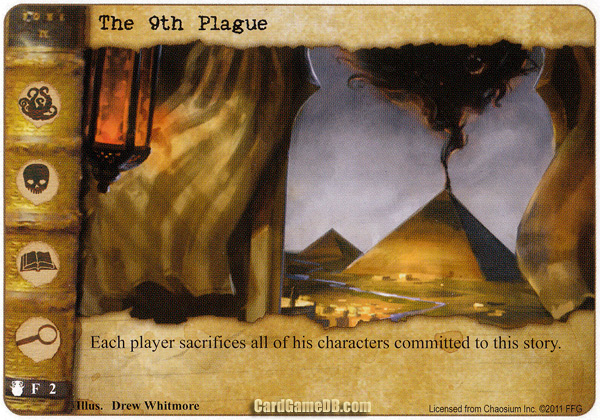 The 9th Plague
Each player sacrifices all of his characters committed to this story.
F 2
Illus. Drew Whitmore
CardGameDB.com
Licensed from Chaosium Inc. ©2011 FFG